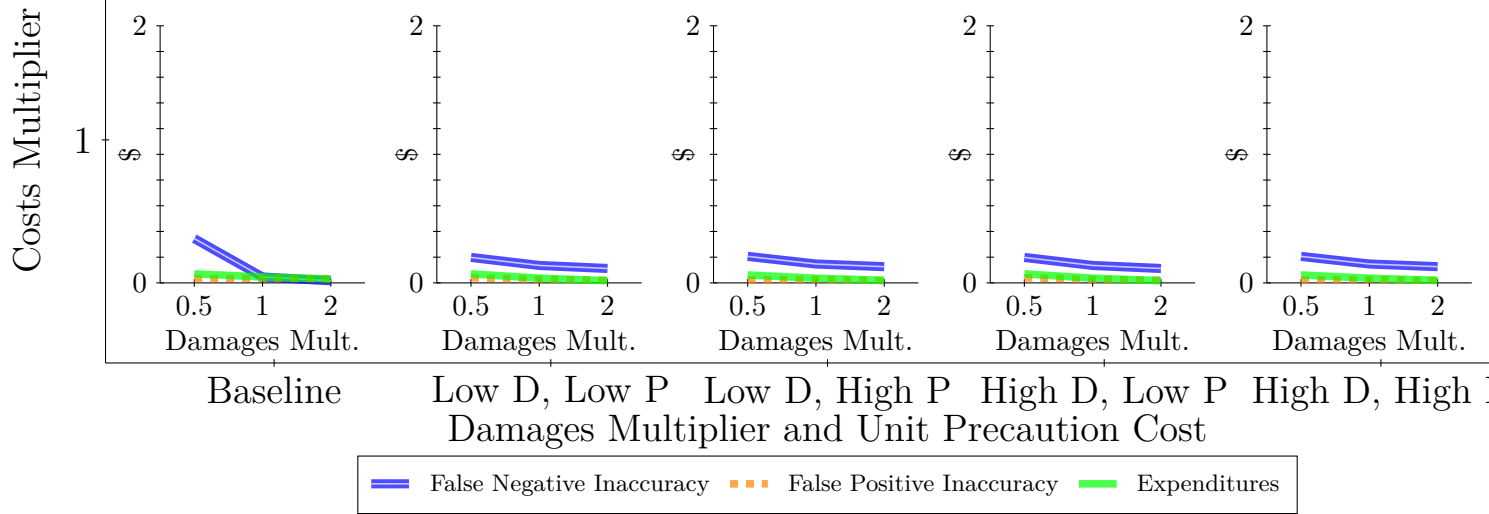 Costs Multiplier
1
2
0
$
0.5 1 2
Damages Mult.
2
0
$
0.5 1 2
Damages Mult.
2
0
$
0.5 1 2
Damages Mult.
2
0
$
0.5 1 2
Damages Mult.
2
0
$
0.5 1 2
Damages Mult.
Baseline
Low D, Low P
Low D, High P
High D, Low P
High D, High
Damages Multiplier and Unit Precaution Cost
False Negative Inaccuracy False Positive Inaccuracy Expenditures